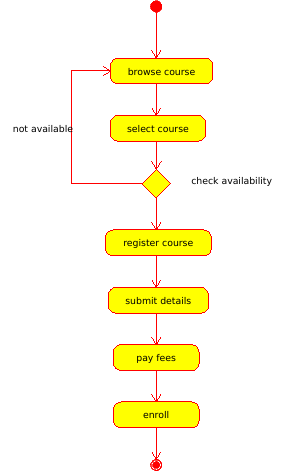 browse course
not available
select course
check availability
register course
submit details
pay fees
enroll